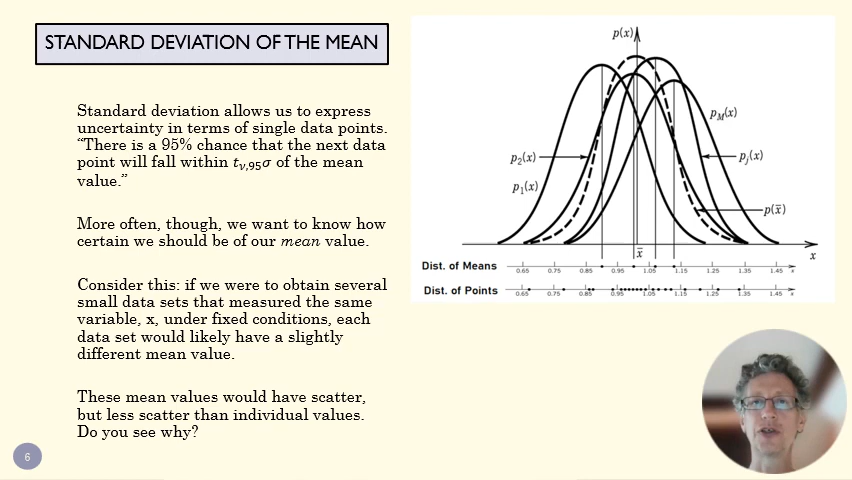 STANDARD DEVIATION OF THE MEAN
Standard deviation allows us to express
uncertainty in terms of single data points.
“There is a 95% chance that the next data
point will fall within tν,95σ of the mean
value.”
More often, though, we want to know how
certain we should be of our mean value.
Consider this: if we were to obtain several
small data sets that measured the same
variable, x, under fixed conditions, each
data set would likely have a slightly
different mean value.
These mean values would have scatter,
but less scatter than individual values.
Do you see why?
6
p(x)
pM(x)
p2(x)
pj(x)
p1(x)
p(x̄)
x̄
x
Dist. of Means
0.65 0.75 0.85 0.95 1.05 1.15 1.25 1.35 1.45 x
Dist. of Points
0.65 0.75 0.85 0.95 1.05 1.15 1.25 1.35 1.45 x